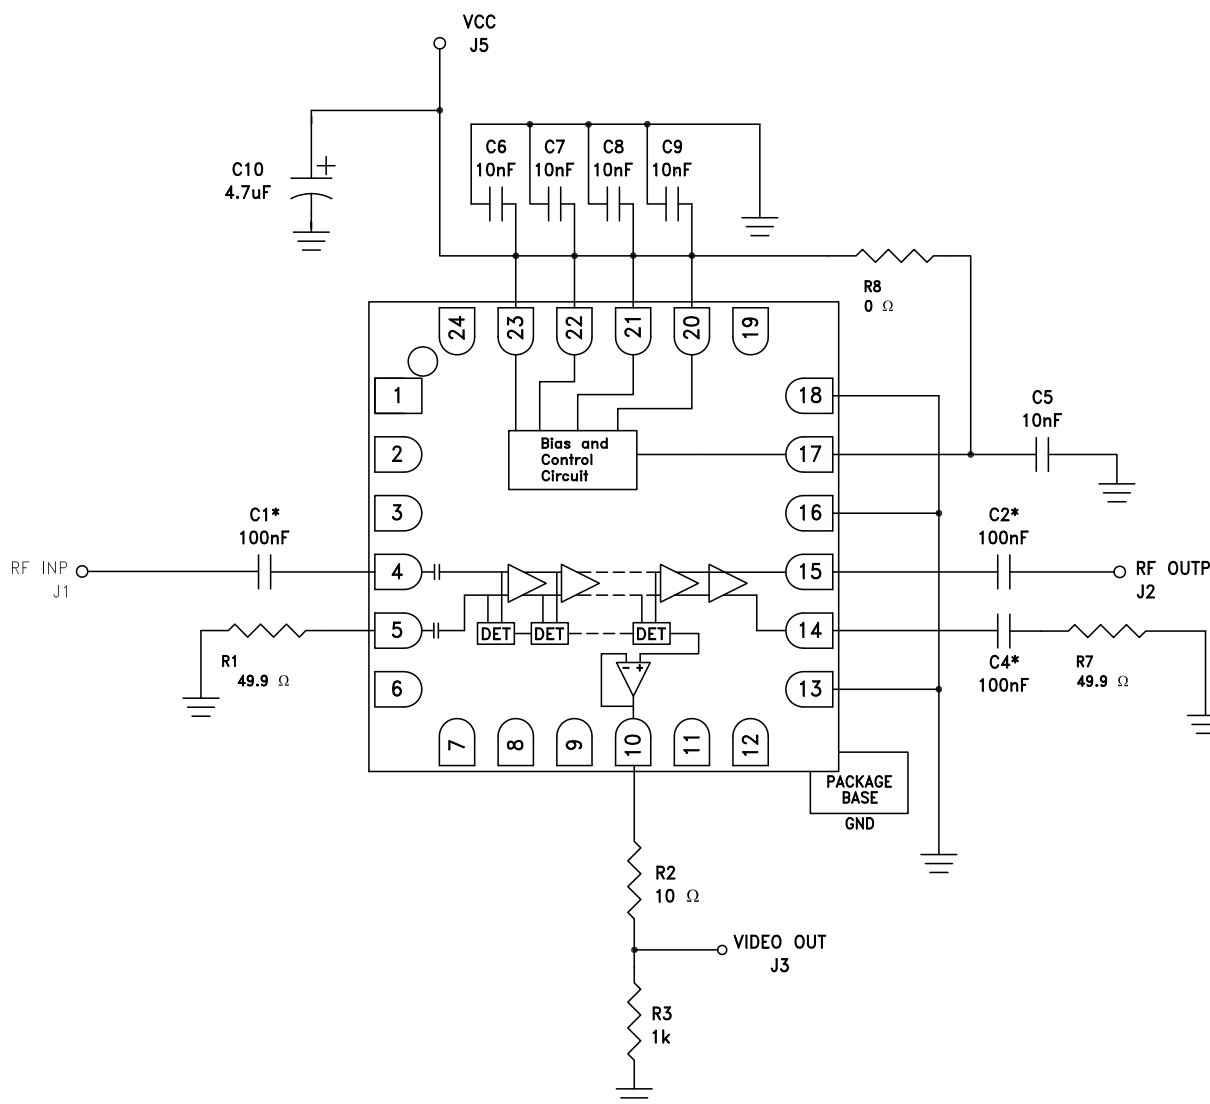 VCC
J5
C10
4.7uF
+
C6
10nF
C7
10nF
C8
10nF
C9
10nF
R8
0 Ω
24
23
22
21
20
19
1
2
3
4
5
6
18
17
16
15
14
13
7
8
9
10
11
12
Bias and
Control
Circuit
C5
10nF
C1*
100nF
RF INP
J1
R1
49.9 Ω
DET
DET
DET
- +
C2*
100nF
RF OUTP
J2
C4*
100nF
R7
49.9 Ω
PACKAGE
BASE
GND
R2
10 Ω
VIDEO OUT
J3
R3
1k